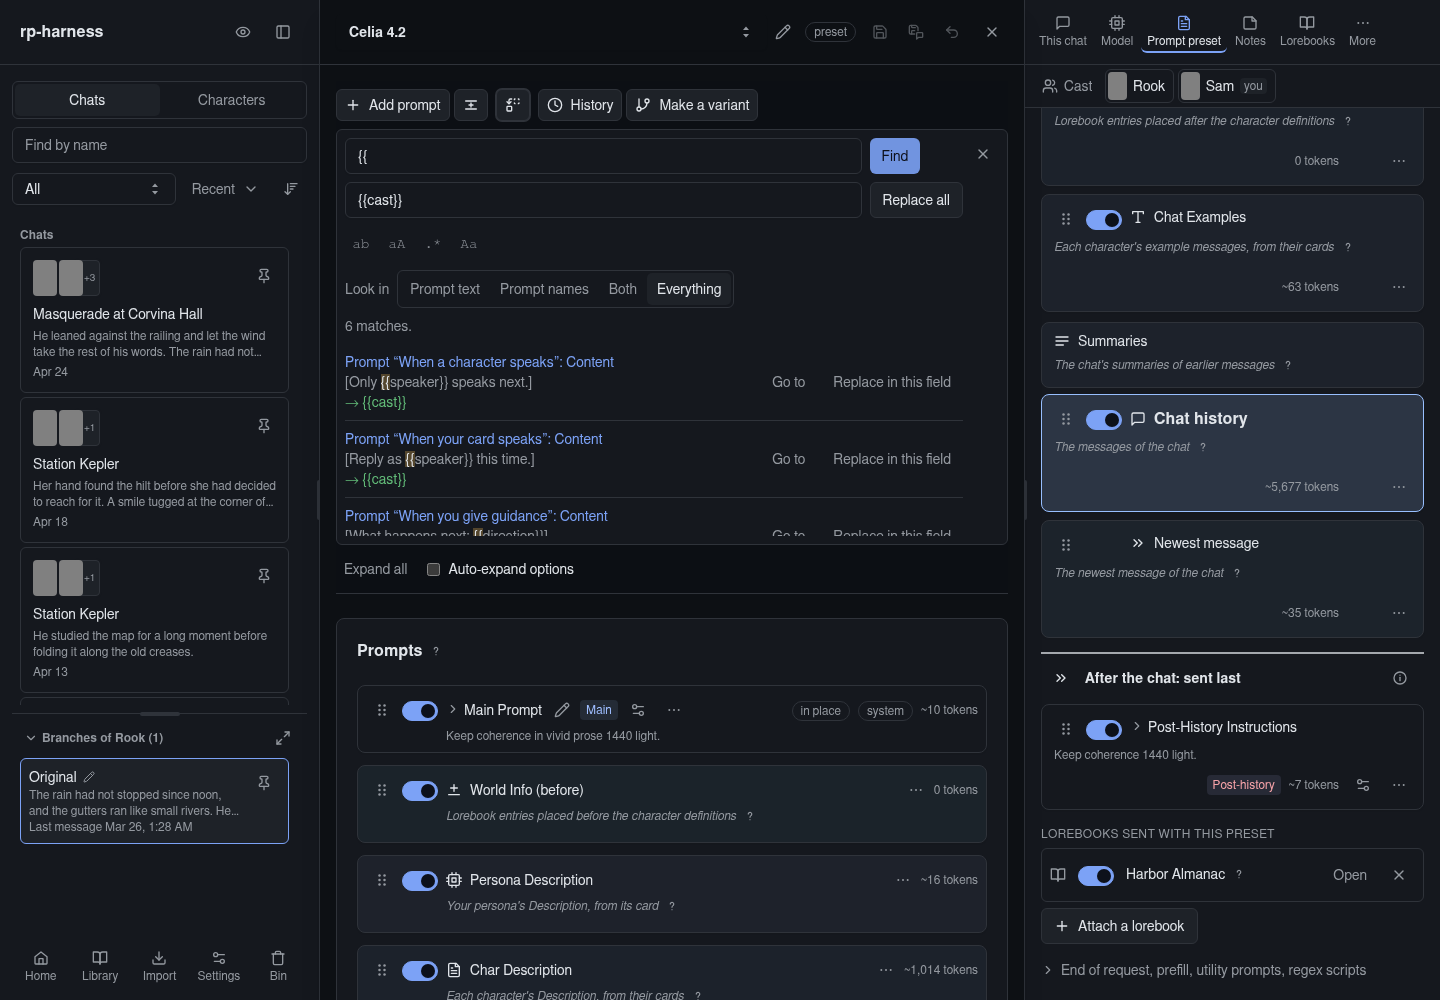 rp-harness
Chats
Characters
Find by name
All
Recent
Chats
+3
Masquerade at Corvina Hall
He leaned against the railing and let the wind
take the rest of his words. The rain had not...
Apr 24
+1
Station Kepler
Her hand found the hilt before she had decided
to reach for it. A smile tugged at the corner of...
Apr 18
+1
Station Kepler
He studied the map for a long moment before
folding it along the old creases.
Apr 13
Branches of Rook (1)
Original
The rain had not stopped since noon,
and the gutters ran like small rivers. He...
Last message Mar 26, 1:28 AM
Home
Library
Import
Settings
Bin
Celia 4.2
preset
Add prompt
History
Make a variant
{{
Find
{{cast}}
Replace all
ab aA .* Aa
Look in
Prompt text
Prompt names
Both
Everything
6 matches.
Prompt “When a character speaks”: Content
[Only {{speaker}} speaks next.]
Go to
Replace in this field
→ {{cast}}
Prompt “When your card speaks”: Content
[Reply as {{speaker}} this time.]
Go to
Replace in this field
→ {{cast}}
Prompt “When you give guidance”: Content
[What happens next: {{direction}}]
Go to
Replace in this field
Expand all
Auto-expand options
Prompts ?
Main Prompt
Main
in place
system
~10 tokens
Keep coherence in vivid prose 1440 light.
World Info (before)
0 tokens
Lorebook entries placed before the character definitions ?
Persona Description
~16 tokens
Your persona's Description, from its card ?
Char Description
~1,014 tokens
Each character's Description, from their cards ?
This chat
Model
Prompt preset
Notes
Lorebooks
More
Cast
Rook
Sam you
Lorebook entries placed after the character definitions ?
0 tokens
Chat Examples
Each character's example messages, from their cards ?
~63 tokens
Summaries
The chat's summaries of earlier messages ?
Chat history
The messages of the chat ?
~5,677 tokens
Newest message
The newest message of the chat ?
~35 tokens
After the chat: sent last
Post-History Instructions
Keep coherence 1440 light.
Post-history
~7 tokens
LOREBOOKS SENT WITH THIS PRESET
Harbor Almanac ?
Open
Attach a lorebook
End of request, prefill, utility prompts, regex scripts